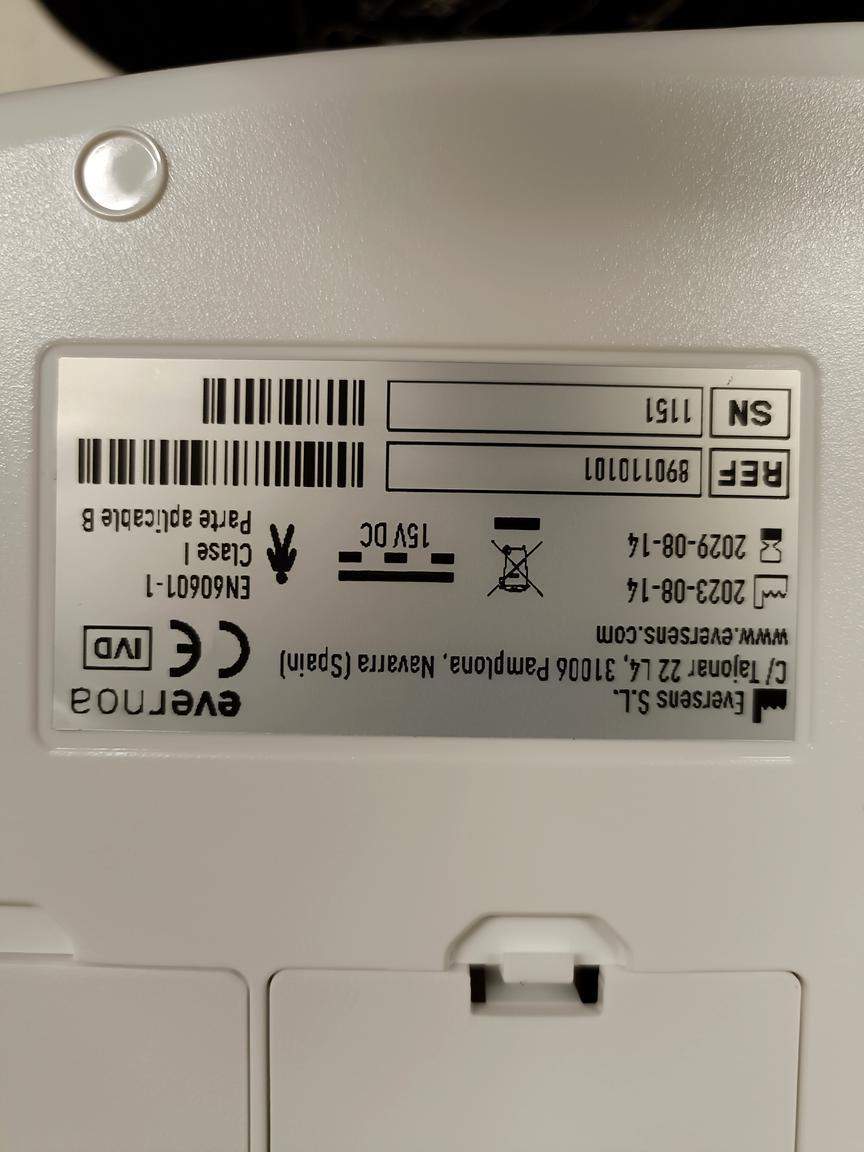 Eversens S.L.
C/ Tajonar 22 L4, 31006 Pamplona, Navarra (Spain)
www.eversens.com
2023-08-14
2029-08-14
evernoa
CE IVD
EN60601-1
Clase I
Parte aplicable B
15V DC
REF 890110101
SN 1151